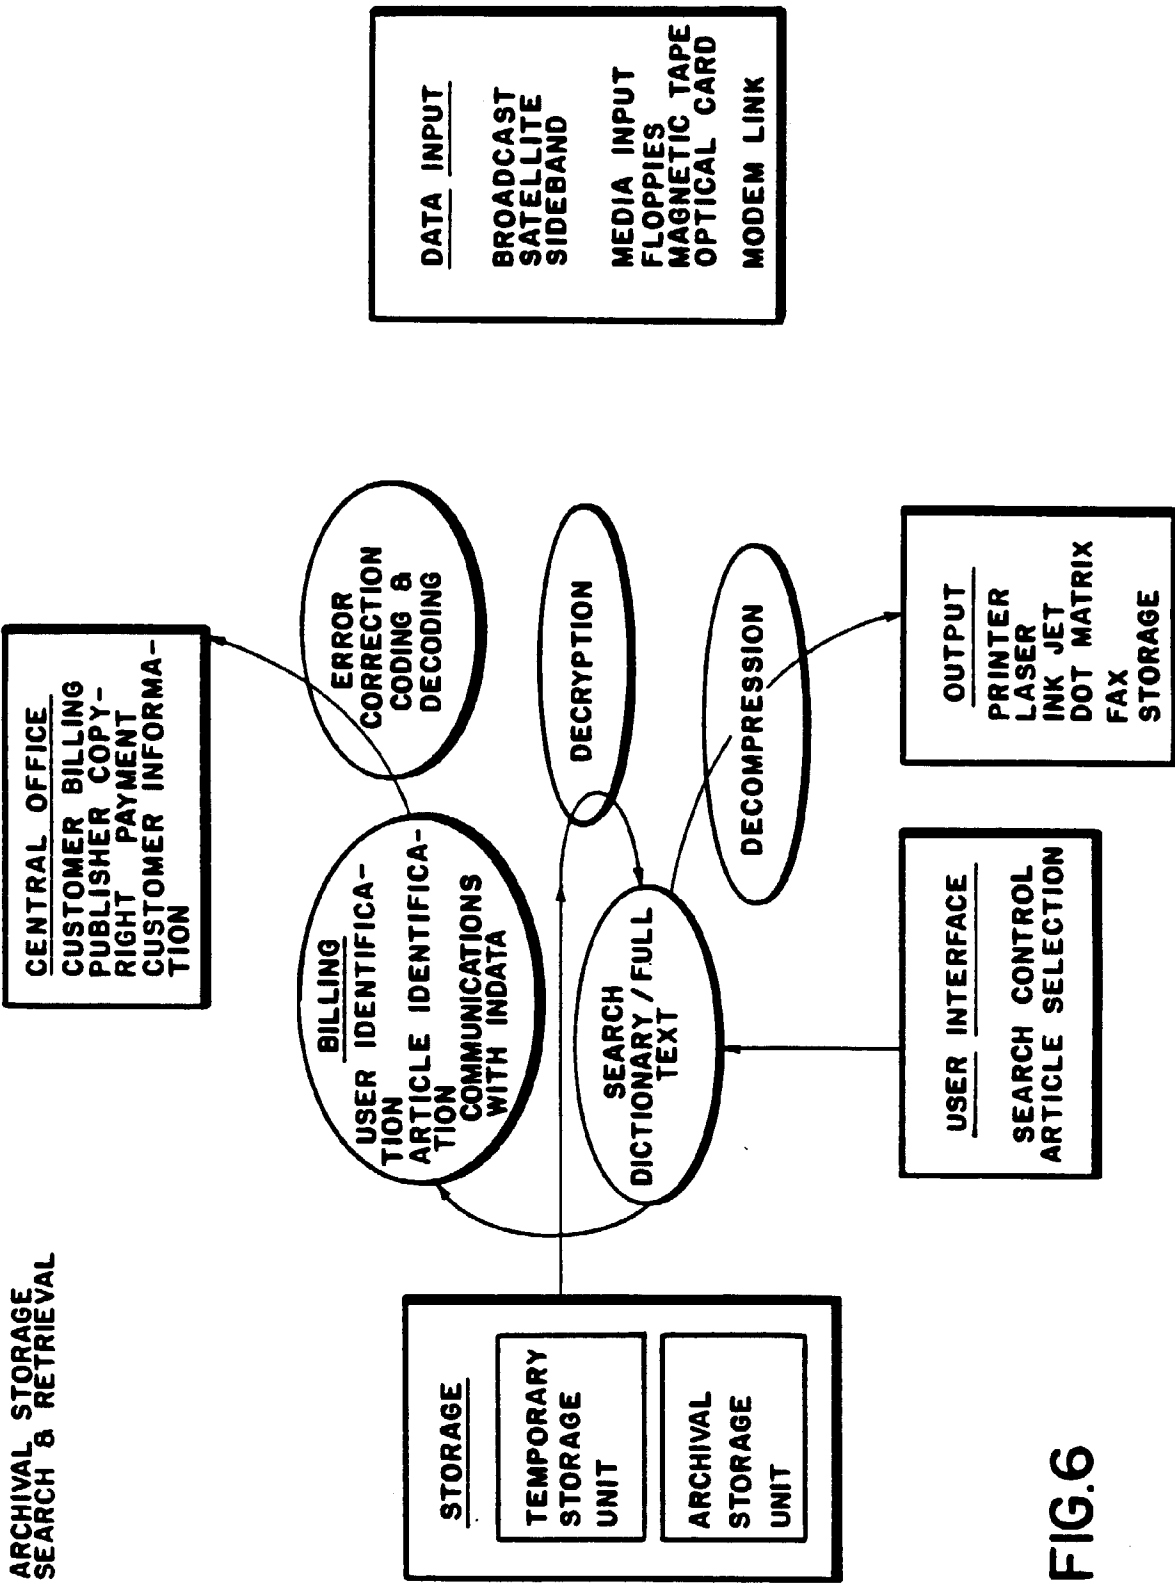 ARCHIVAL STORAGE
SEARCH & RETRIEVAL
CENTRAL OFFICE
CUSTOMER BILLING
PUBLISHER COPY-
RIGHT PAYMENT
CUSTOMER INFORMA-
TION
BILLING
USER IDENTIFICA-
TION
ARTICLE IDENTIFICA-
TION
COMMUNICATIONS
WITH INDATA
ERROR
CORRECTION
CODING &
DECODING
DATA INPUT
BROADCAST
SATELLITE
SIDEBAND
MEDIA INPUT
FLOPPIES
MAGNETIC TAPE
OPTICAL CARD
MODEM LINK
STORAGE
TEMPORARY
STORAGE
UNIT
ARCHIVAL
STORAGE
UNIT
SEARCH
DICTIONARY / FULL
TEXT
DECRYPTION
DECOMPRESSION
USER INTERFACE
SEARCH CONTROL
ARTICLE SELECTION
OUTPUT
PRINTER
LASER
INK JET
DOT MATRIX
FAX
STORAGE
FIG.6